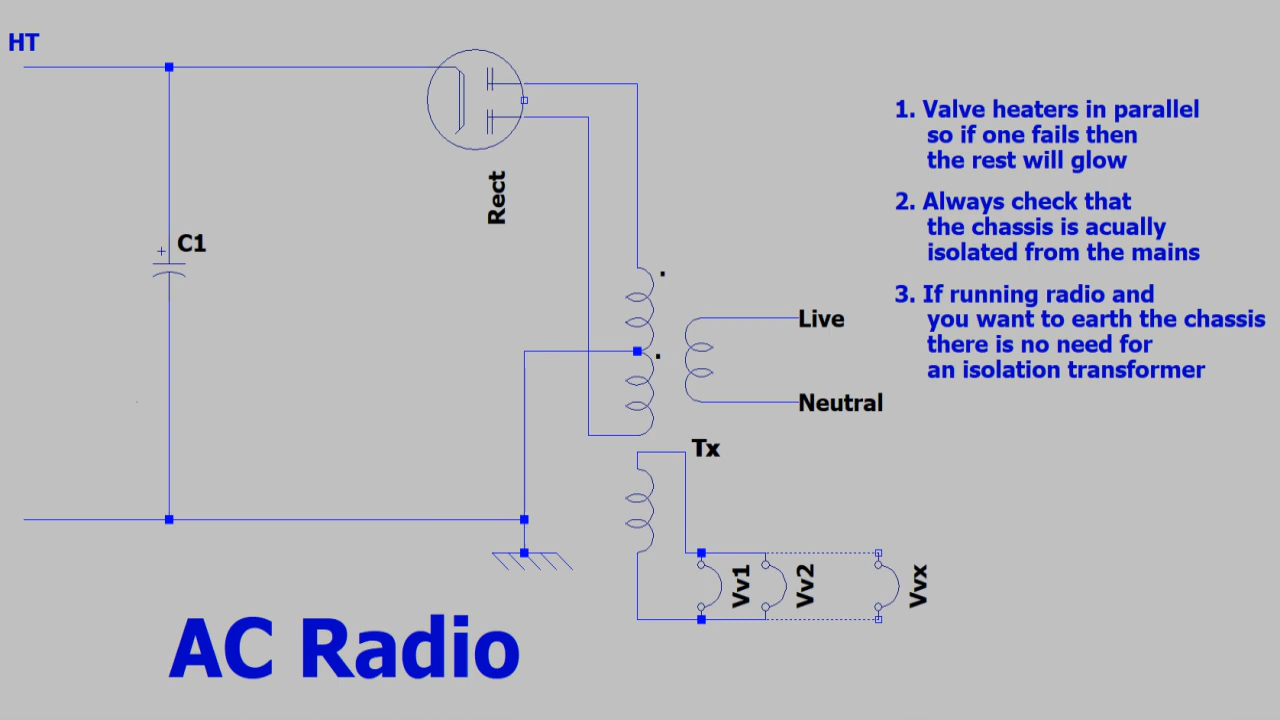 HT
1. Valve heaters in parallel
so if one fails then
the rest will glow
Rect
2. Always check that
the chassis is acually
isolated from the mains
+ C1
3. If running radio and
you want to earth the chassis
there is no need for
an isolation transformer
Live
Neutral
Tx
Vv1
Vv2
Vvx
AC Radio